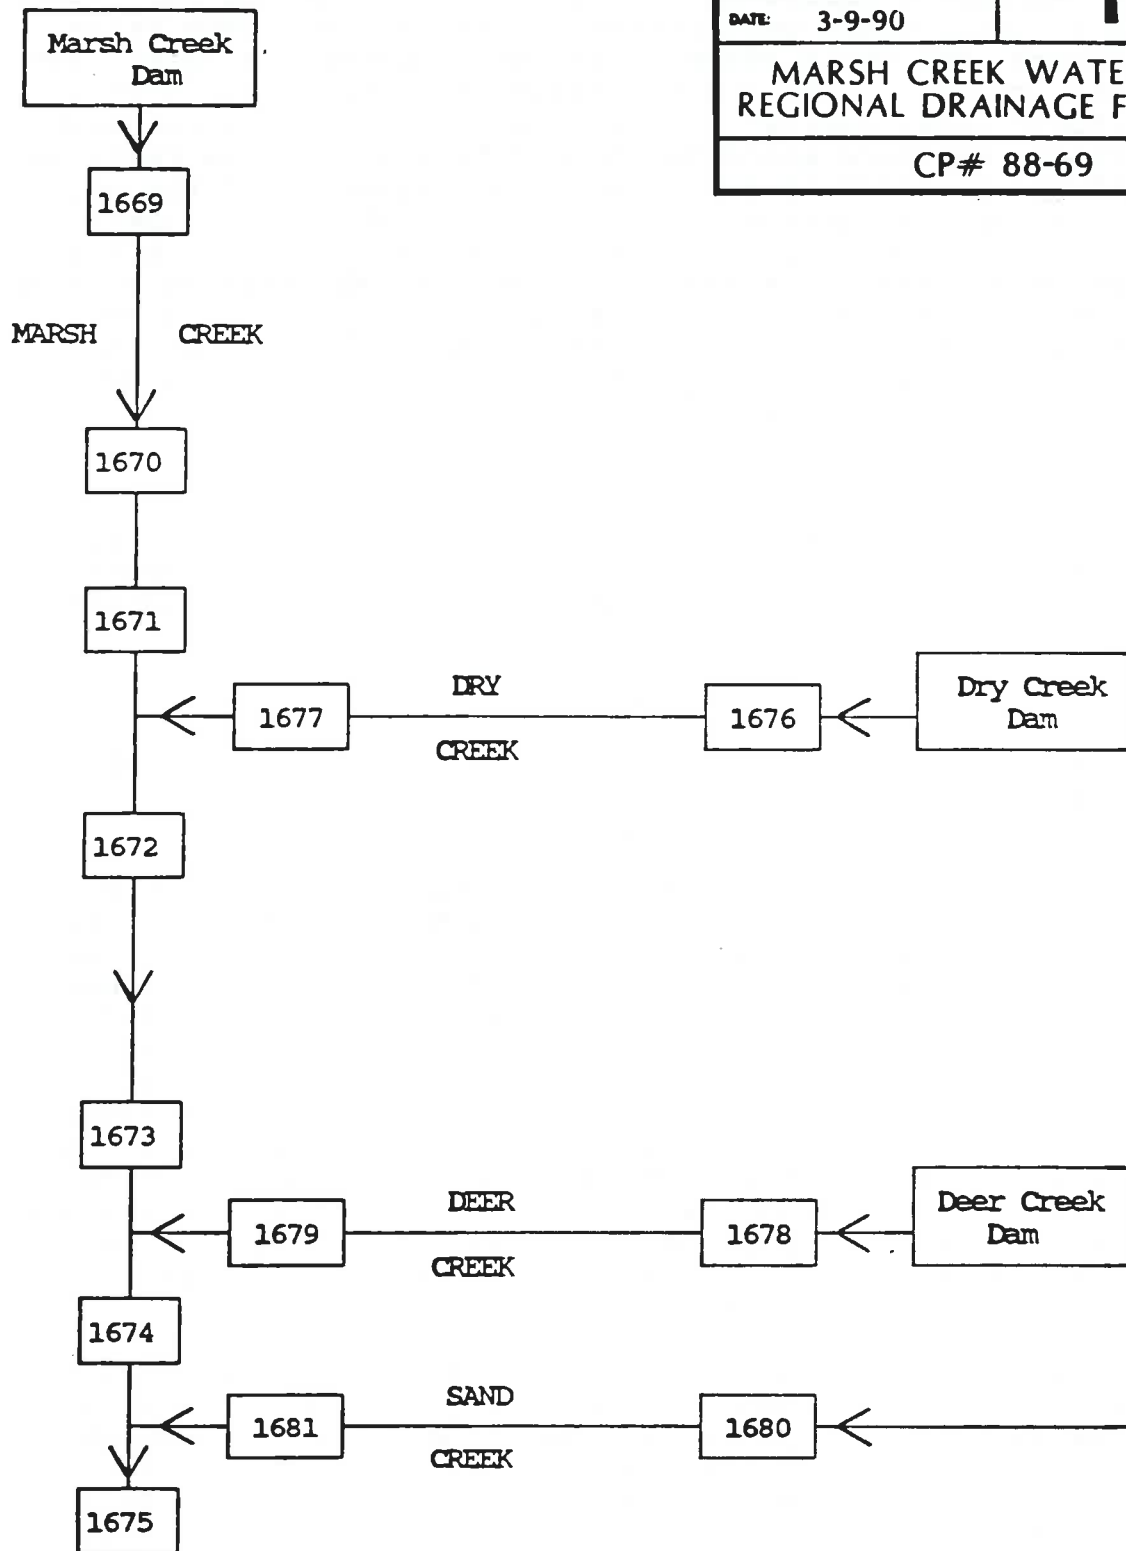 DATE: 3-9-90
MARSH CREEK WATE
REGIONAL DRAINAGE F
CP# 88-69
Marsh Creek
Dam
1669
MARSH CREEK
1670
1671
DRY
CREEK
1677
1676
Dry Creek
Dam
1672
1673
DEER
CREEK
1679
1678
Deer Creek
Dam
1674
SAND
CREEK
1681
1680
1675